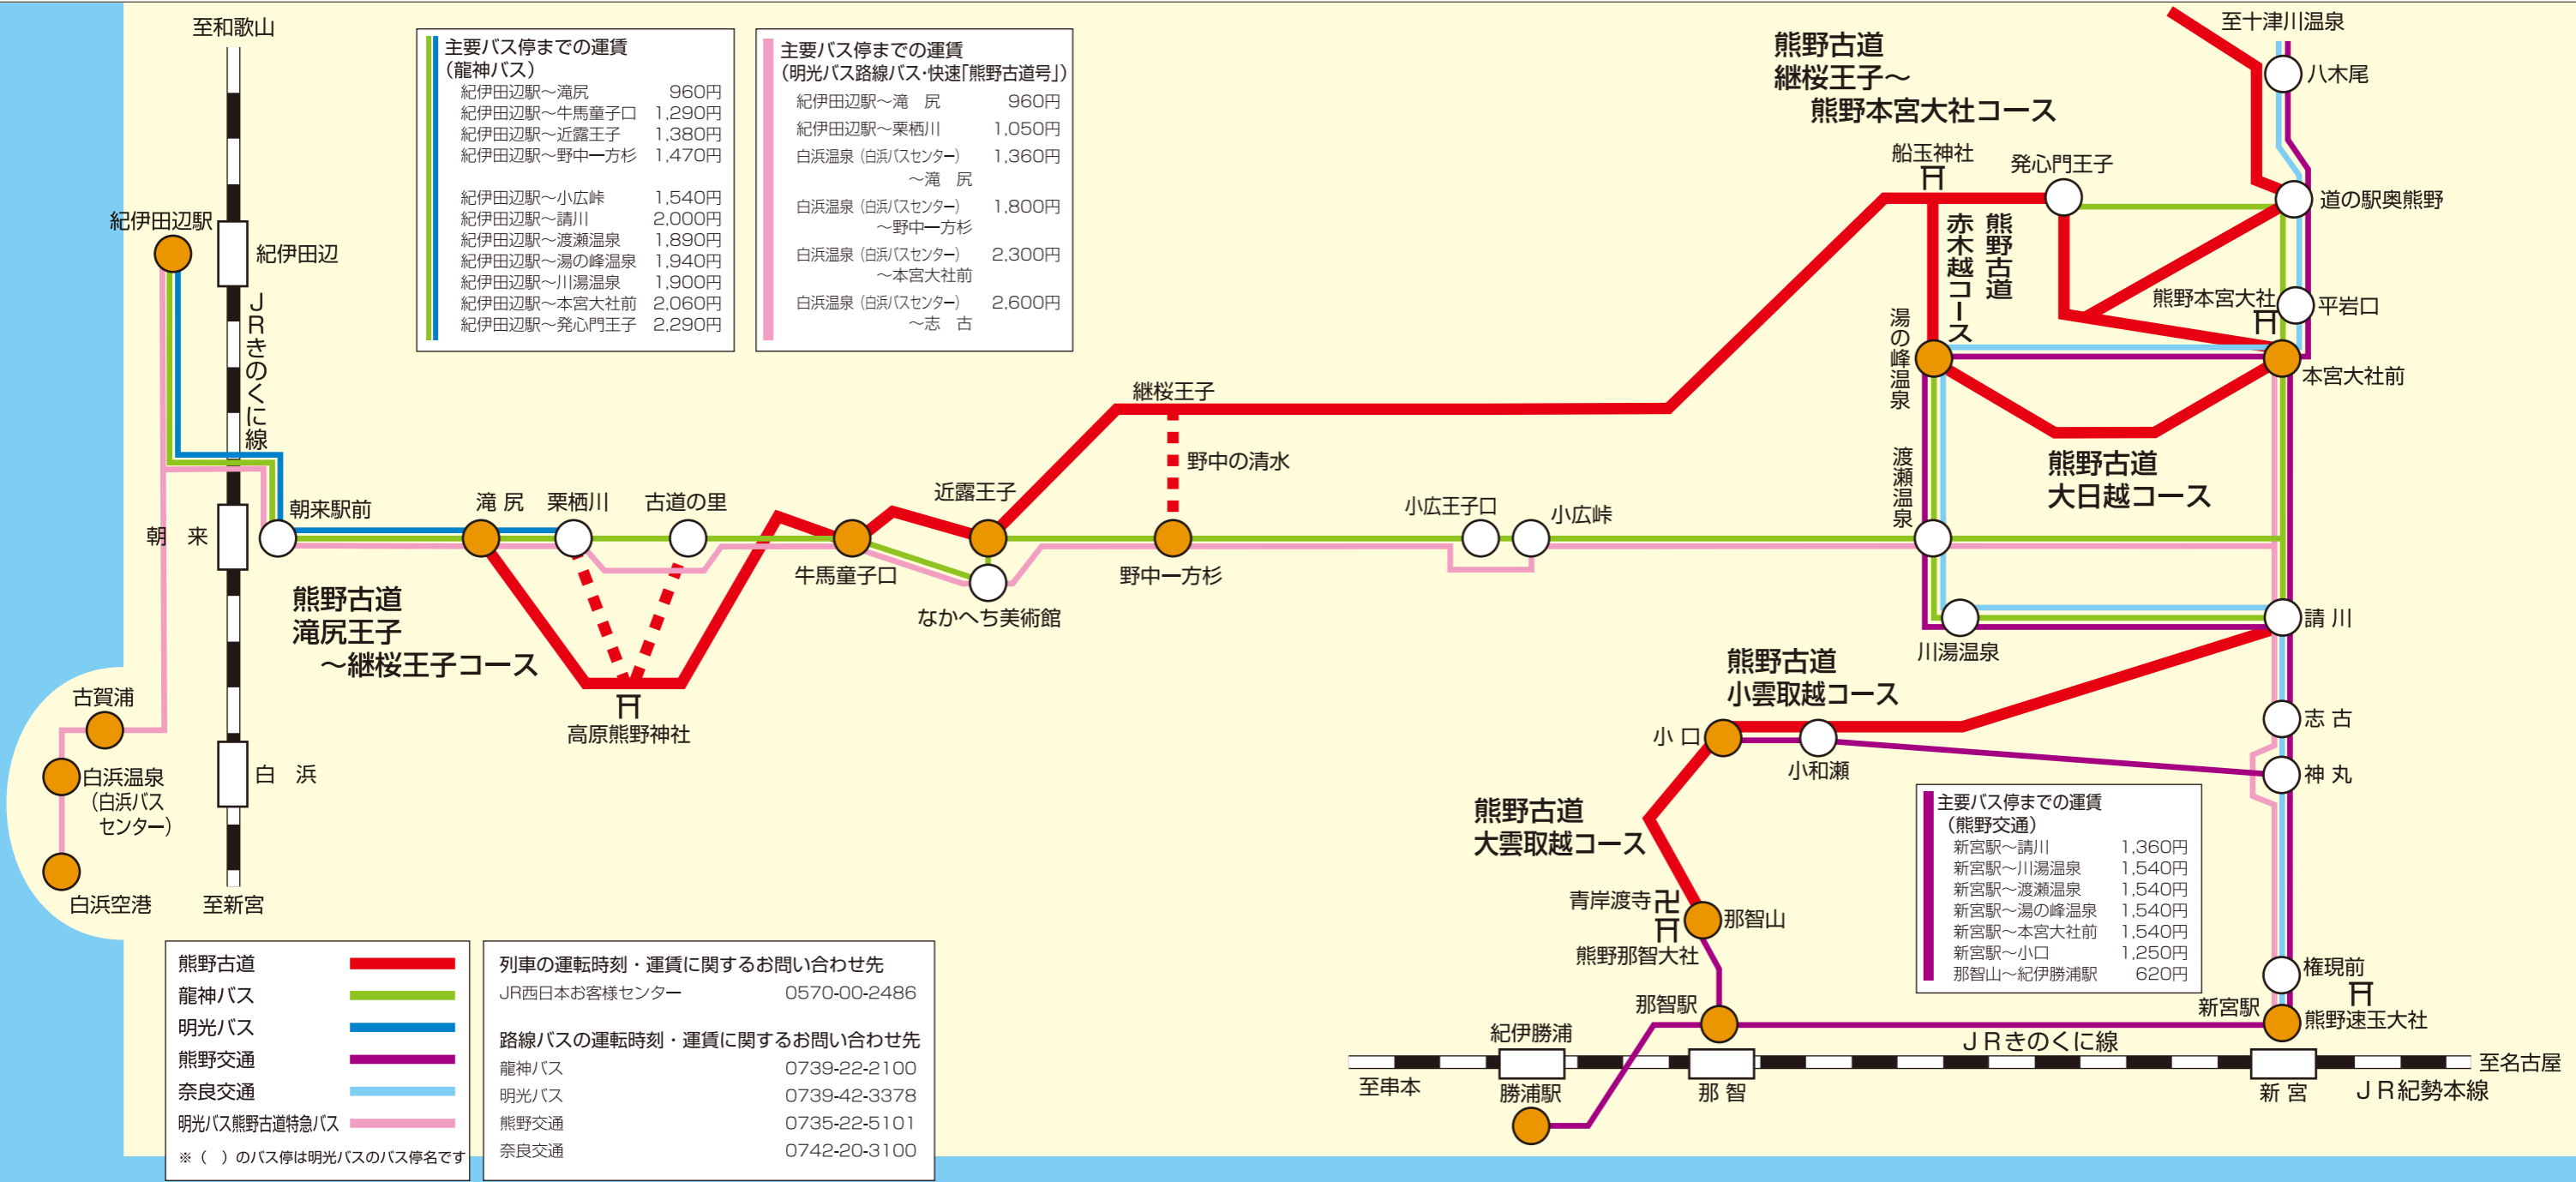 至和歌山
紀伊田辺駅
紀伊田辺
JRきのくに線
朝来
朝来駅前
白浜
至新宮
古賀浦
白浜温泉
(白浜バス
センター)
白浜空港
主要バス停までの運賃
(龍神バス)
紀伊田辺駅～滝尻 960円
紀伊田辺駅～牛馬童子口 1,290円
紀伊田辺駅～近露王子 1,380円
紀伊田辺駅～野中一方杉 1,470円
紀伊田辺駅～小広峠 1,540円
紀伊田辺駅～請川 2,000円
紀伊田辺駅～渡瀬温泉 1,890円
紀伊田辺駅～湯の峰温泉 1,940円
紀伊田辺駅～川湯温泉 1,900円
紀伊田辺駅～本宮大社前 2,060円
紀伊田辺駅～発心門王子 2,290円
主要バス停までの運賃
(明光バス路線バス・快速「熊野古道号」)
紀伊田辺駅～滝 尻 960円
紀伊田辺駅～栗栖川 1,050円
白浜温泉 (白浜バスセンター) 1,360円
～滝 尻
白浜温泉 (白浜バスセンター) 1,800円
～野中一方杉
白浜温泉 (白浜バスセンター) 2,300円
～本宮大社前
白浜温泉 (白浜バスセンター) 2,600円
～志 古
滝尻
栗栖川
古道の里
熊野古道
滝尻王子
～継桜王子コース
高原熊野神社
牛馬童子口
近露王子
なかへち美術館
継桜王子
野中の清水
野中一方杉
小広王子口
小広峠
熊野古道
継桜王子～
熊野本宮大社コース
船玉神社
発心門王子
熊野古道
赤木越コース
至十津川温泉
八木尾
道の駅奥熊野
熊野本宮大社
平岩口
本宮大社前
湯の峰温泉
熊野古道
大日越コース
渡瀬温泉
川湯温泉
請川
熊野古道
小雲取越コース
小口
小和瀬
志古
神丸
熊野古道
大雲取越コース
青岸渡寺
卍
那智山
熊野那智大社
那智駅
主要バス停までの運賃
(熊野交通)
新宮駅～請川 1,360円
新宮駅～川湯温泉 1,540円
新宮駅～渡瀬温泉 1,540円
新宮駅～湯の峰温泉 1,540円
新宮駅～本宮大社前 1,540円
新宮駅～小口 1,250円
那智山～紀伊勝浦駅 620円
権現前
新宮駅
熊野速玉大社
JRきのくに線
紀伊勝浦
至串本
勝浦駅
那智
新宮
至名古屋
JR紀勢本線
熊野古道
龍神バス
明光バス
熊野交通
奈良交通
明光バス熊野古道特急バス
※( )のバス停は明光バスのバス停名です
列車の運転時刻・運賃に関するお問い合わせ先
JR西日本お客様センター 0570-00-2486
路線バスの運転時刻・運賃に関するお問い合わせ先
龍神バス 0739-22-2100
明光バス 0739-42-3378
熊野交通 0735-22-5101
奈良交通 0742-20-3100